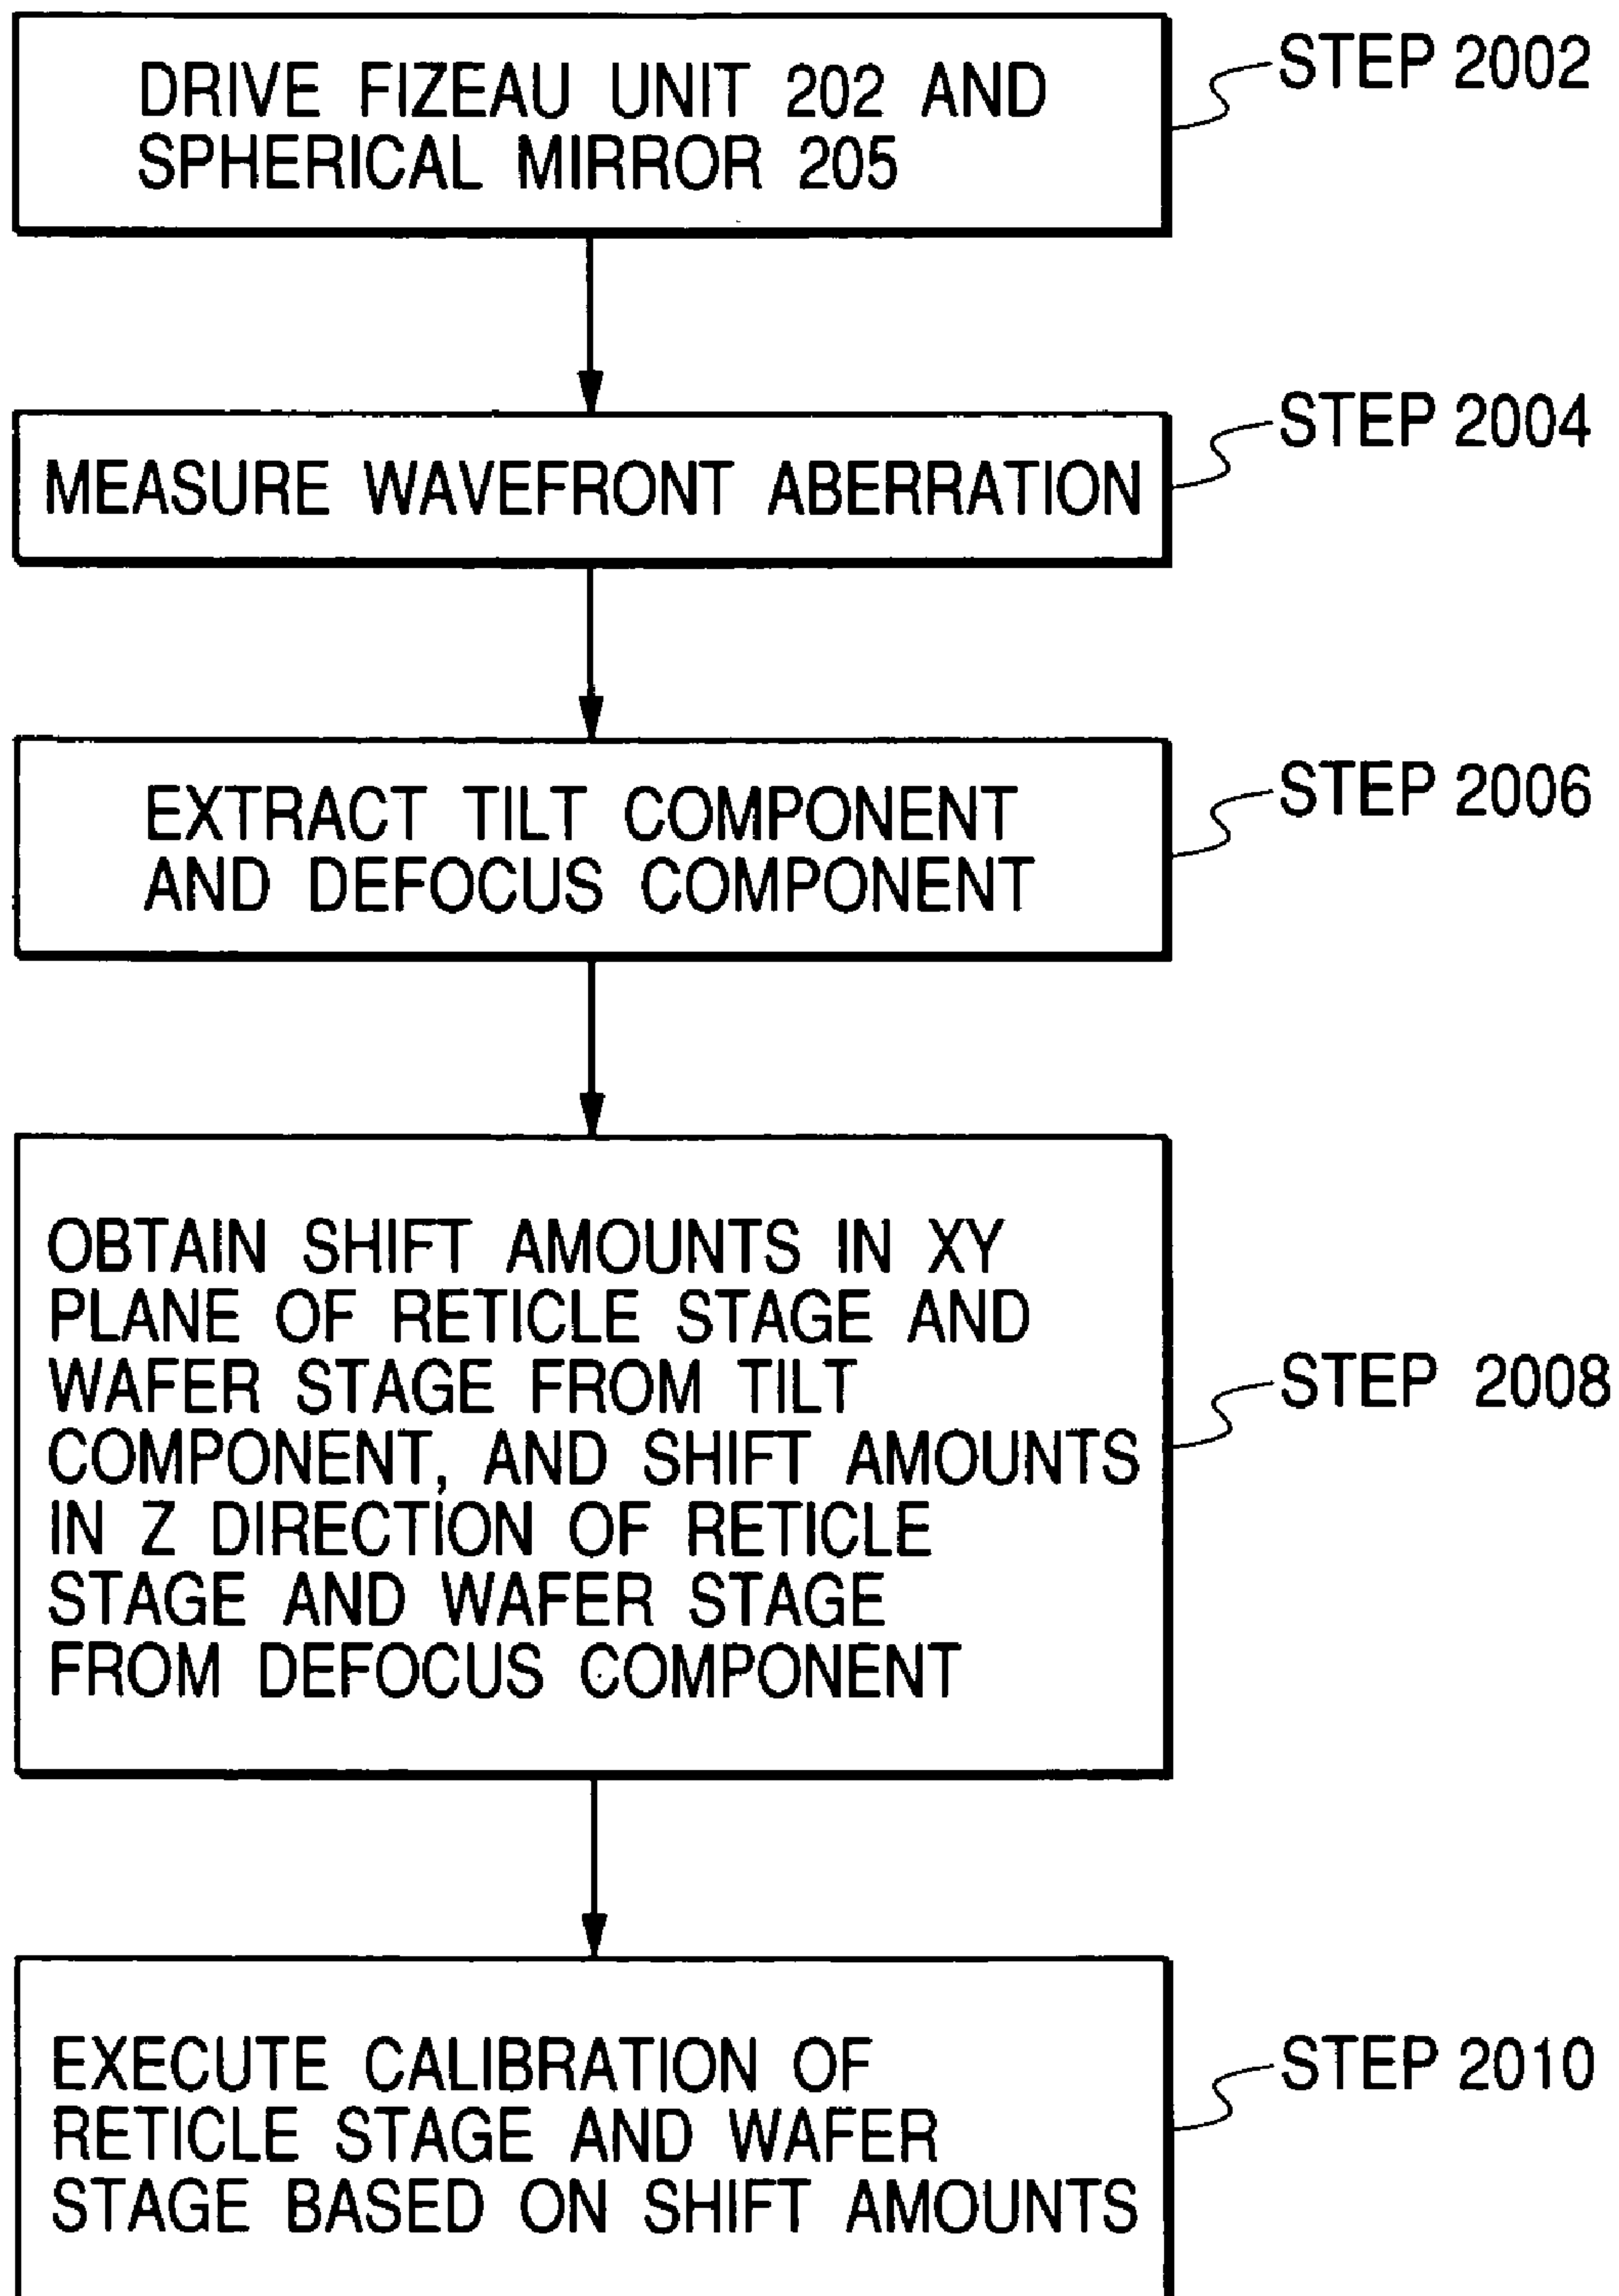 DRIVE FIZEAU UNIT 202 AND
SPHERICAL MIRROR 205
STEP 2002
MEASURE WAVEFRONT ABERRATION
STEP 2004
EXTRACT TILT COMPONENT
AND DEFOCUS COMPONENT
STEP 2006
OBTAIN SHIFT AMOUNTS IN XY
PLANE OF RETICLE STAGE AND
WAFER STAGE FROM TILT
COMPONENT, AND SHIFT AMOUNTS
IN Z DIRECTION OF RETICLE
STAGE AND WAFER STAGE
FROM DEFOCUS COMPONENT
STEP 2008
EXECUTE CALIBRATION OF
RETICLE STAGE AND WAFER
STAGE BASED ON SHIFT AMOUNTS
STEP 2010